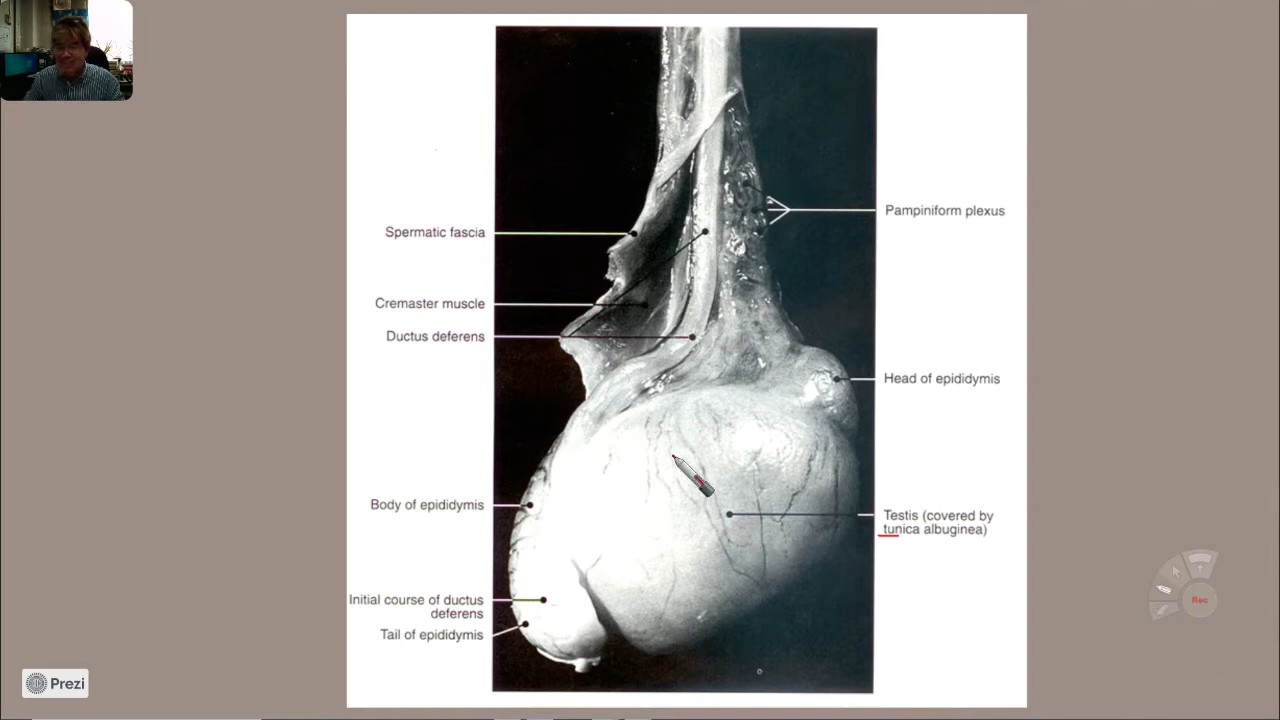 Spermatic fascia
Cremaster muscle
Ductus deferens
Body of epididymis
Initial course of ductus
deferens
Tail of epididymis
Pampiniform plexus
Head of epididymis
Testis (covered by
tunica albuginea)
Rec
Prezi